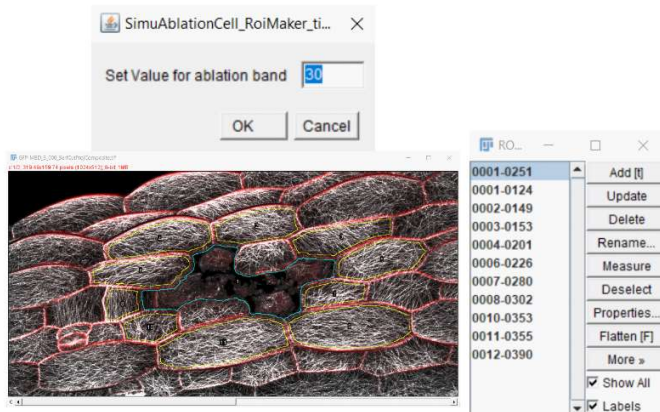 SimuAblationCell_RoiMaker_ti...
Set Value for ablation band 30
OK Cancel
RO...
0001-0251
0001-0124
0002-0149
0003-0153
0004-0201
0006-0226
0007-0280
0008-0302
0010-0353
0011-0355
0012-0390
Add [t]
Update
Delete
Rename...
Measure
Deselect
Properties...
Flatten [F]
More »
Show All
Labels